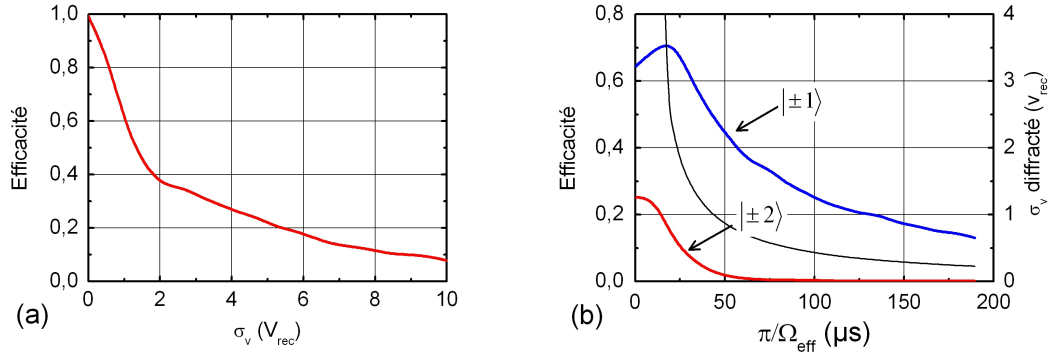 1,0
0,8
0,6
0,4
0,2
0,0
Efficacité
0 2 4 6 8 10
σv (Vrec)
(a)
0,8
0,6
0,4
0,2
0,0
Efficacité
|±1⟩
|±2⟩
4
3
2
1
0
σv diffracté (vrec)
0 50 100 150 200
π/Ωeff (µs)
(b)